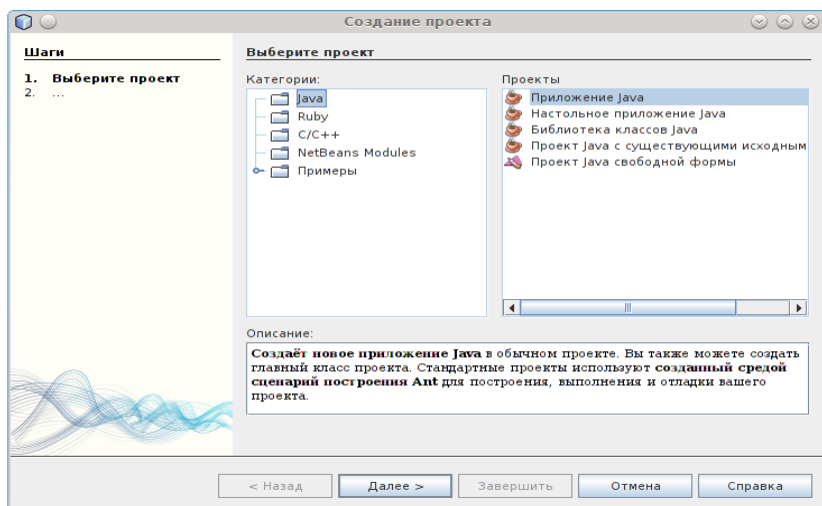 Создание проекта
Шаги
1. Выберите проект
2. ...
Выберите проект
Категории:
Java
Ruby
C/C++
NetBeans Modules
Примеры
Проекты
Приложение Java
Настольное приложение Java
Библиотека классов Java
Проект Java с существующими исходным
Проект Java свободной формы
Описание:
Создаёт новое приложение Java в обычном проекте. Вы также можете создать
главный класс проекта. Стандартные проекты используют созданный средой
сценарий построения Ant для построения, выполнения и отладки вашего
проекта.
< Назад
Далее >
Завершить
Отмена
Справка